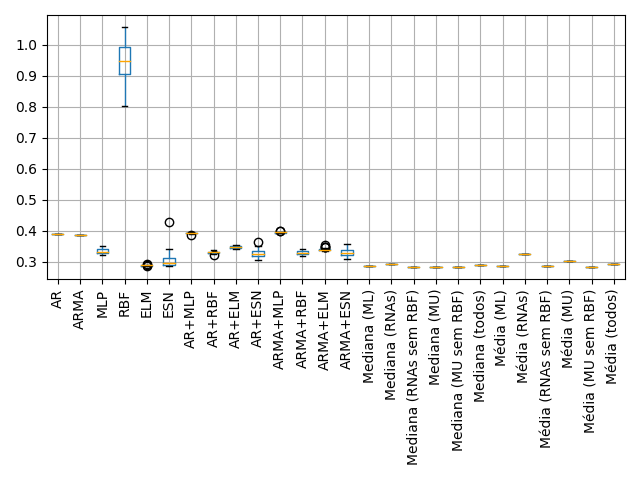 1.0
0.9
0.8
0.7
0.6
0.5
0.4
0.3
AR
ARMA
MLP
RBF
ELM
ESN
AR+MLP
AR+RBF
AR+ELM
AR+ESN
ARMA+MLP
ARMA+RBF
ARMA+ELM
ARMA+ESN
Mediana (ML)
Mediana (RNAs)
Mediana (RNAs sem RBF)
Mediana (MU)
Mediana (MU sem RBF)
Mediana (todos)
Média (ML)
Média (RNAs)
Média (RNAs sem RBF)
Média (MU)
Média (MU sem RBF)
Média (todos)